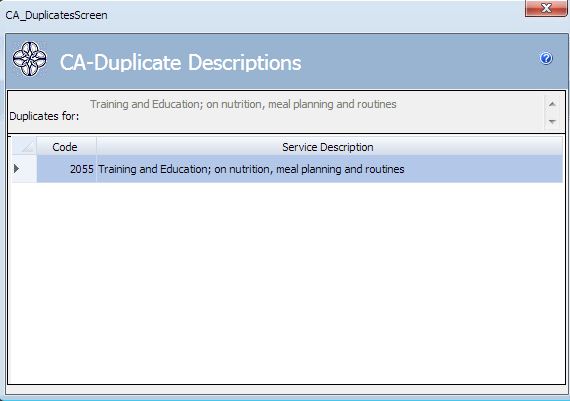 CA_DuplicatesScreen
CA-Duplicate Descriptions
Duplicates for: Training and Education; on nutrition, meal planning and routines
Code Service Description
2055 Training and Education; on nutrition, meal planning and routines